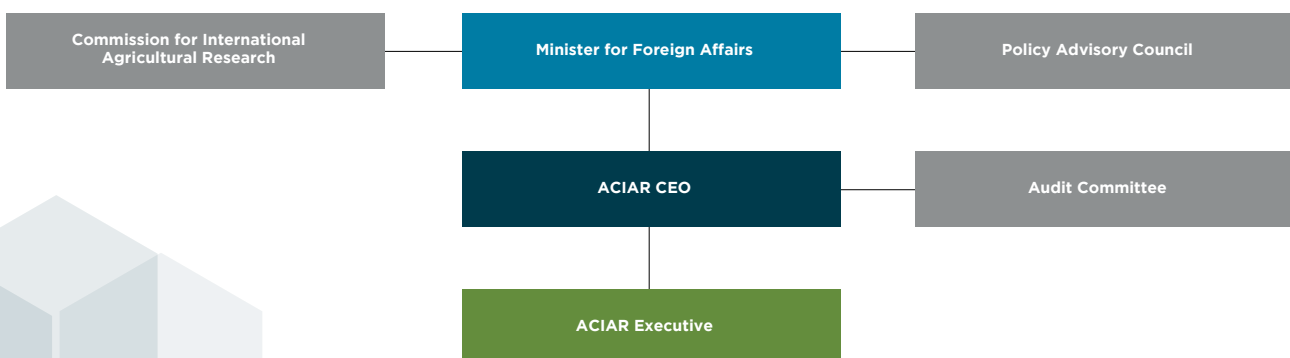 Commission for International
Agricultural Research
Minister for Foreign Affairs
Policy Advisory Council
ACIAR CEO
Audit Committee
ACIAR Executive